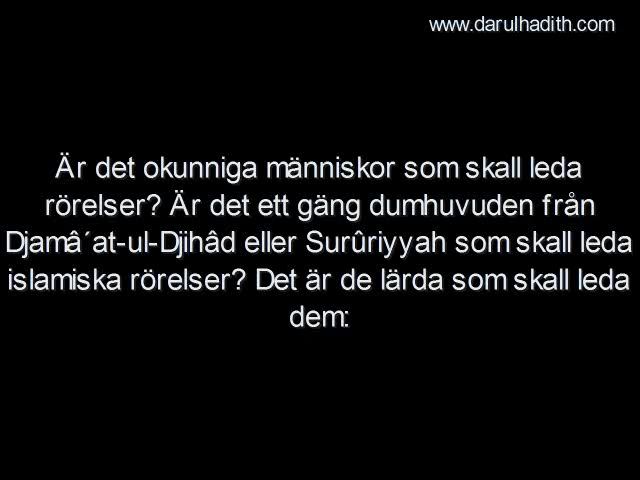 www.darulhadith.com
Är det okunniga människor som skall leda
rörelser? Är det ett gäng dumhuvuden från
Djamâ´at-ul-Djihâd eller Surûriyyah som skall leda
islamiska rörelser? Det är de lärda som skall leda
dem: